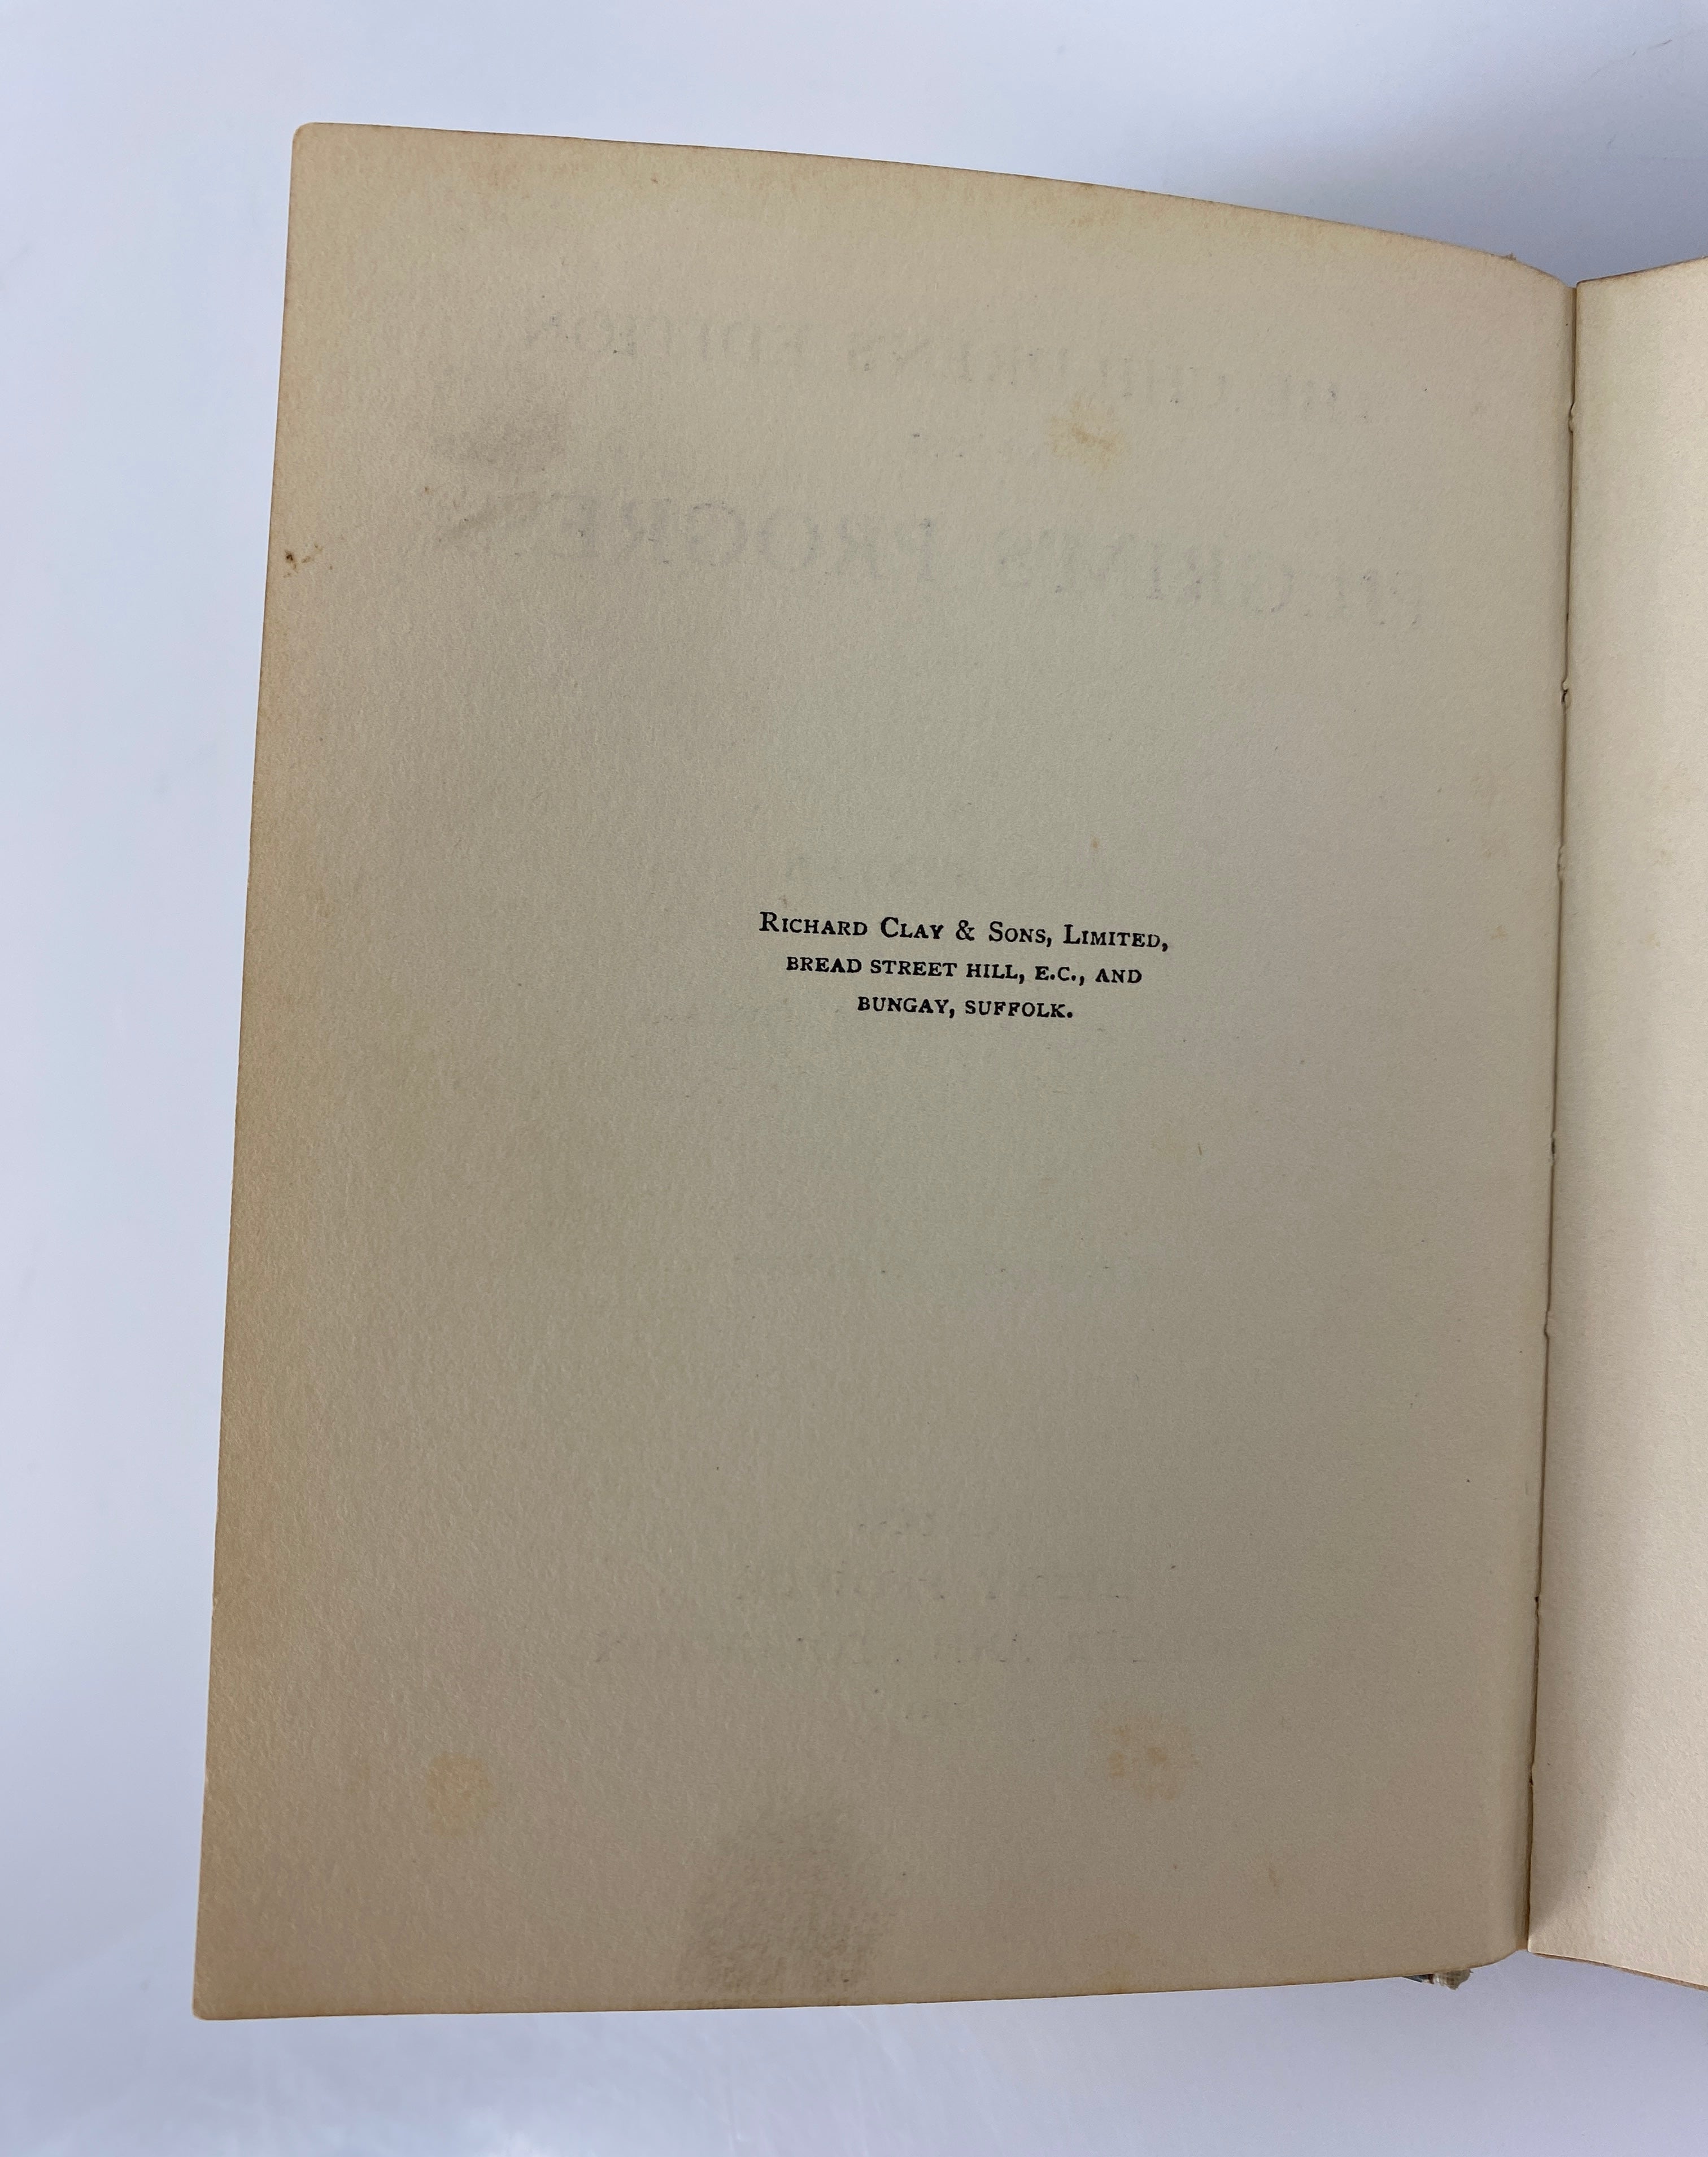 Richard Clay & Sons, Limited,
BREAD STREET HILL, E.C., AND
BUNGAY, SUFFOLK.